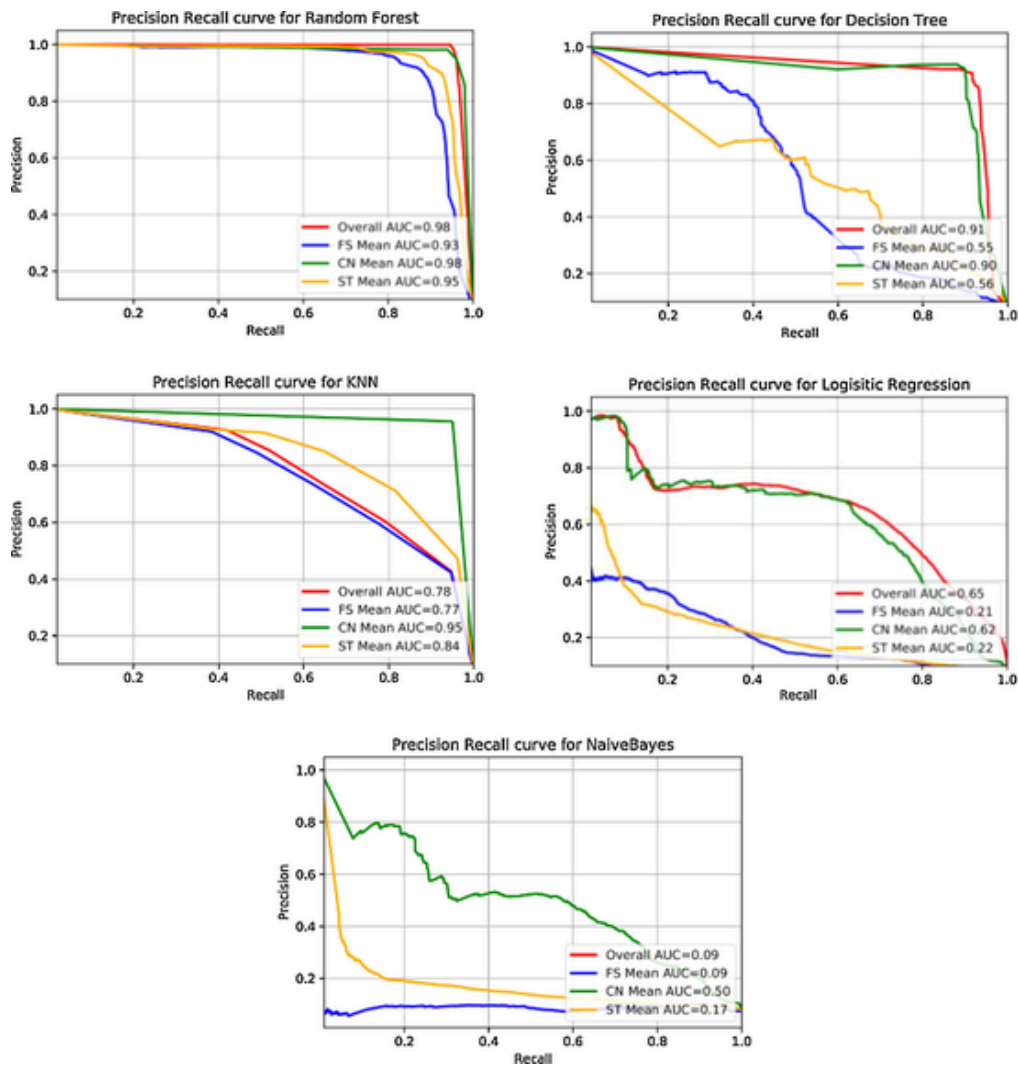 Precision Recall curve for Random Forest
1.0
0.8
0.6
0.4
0.2
Precision
Overall AUC=0.98
FS Mean AUC=0.93
CN Mean AUC=0.98
ST Mean AUC=0.95
0.2 0.4 0.6 0.8 1.0
Recall
Precision Recall curve for Decision Tree
1.0
0.8
0.6
0.4
0.2
Precision
Overall AUC=0.91
FS Mean AUC=0.55
CN Mean AUC=0.90
ST Mean AUC=0.56
0.2 0.4 0.6 0.8 1.0
Recall
Precision Recall curve for KNN
1.0
0.8
0.6
0.4
0.2
Precision
Overall AUC=0.78
FS Mean AUC=0.77
CN Mean AUC=0.95
ST Mean AUC=0.84
0.2 0.4 0.6 0.8 1.0
Recall
Precision Recall curve for Logisitic Regression
1.0
0.8
0.6
0.4
0.2
Precision
Overall AUC=0.65
FS Mean AUC=0.21
CN Mean AUC=0.62
ST Mean AUC=0.22
0.2 0.4 0.6 0.8 1.0
Recall
Precision Recall curve for NaiveBayes
1.0
0.8
0.6
0.4
0.2
Precision
Overall AUC=0.09
FS Mean AUC=0.09
CN Mean AUC=0.50
ST Mean AUC=0.17
0.2 0.4 0.6 0.8 1.0
Recall